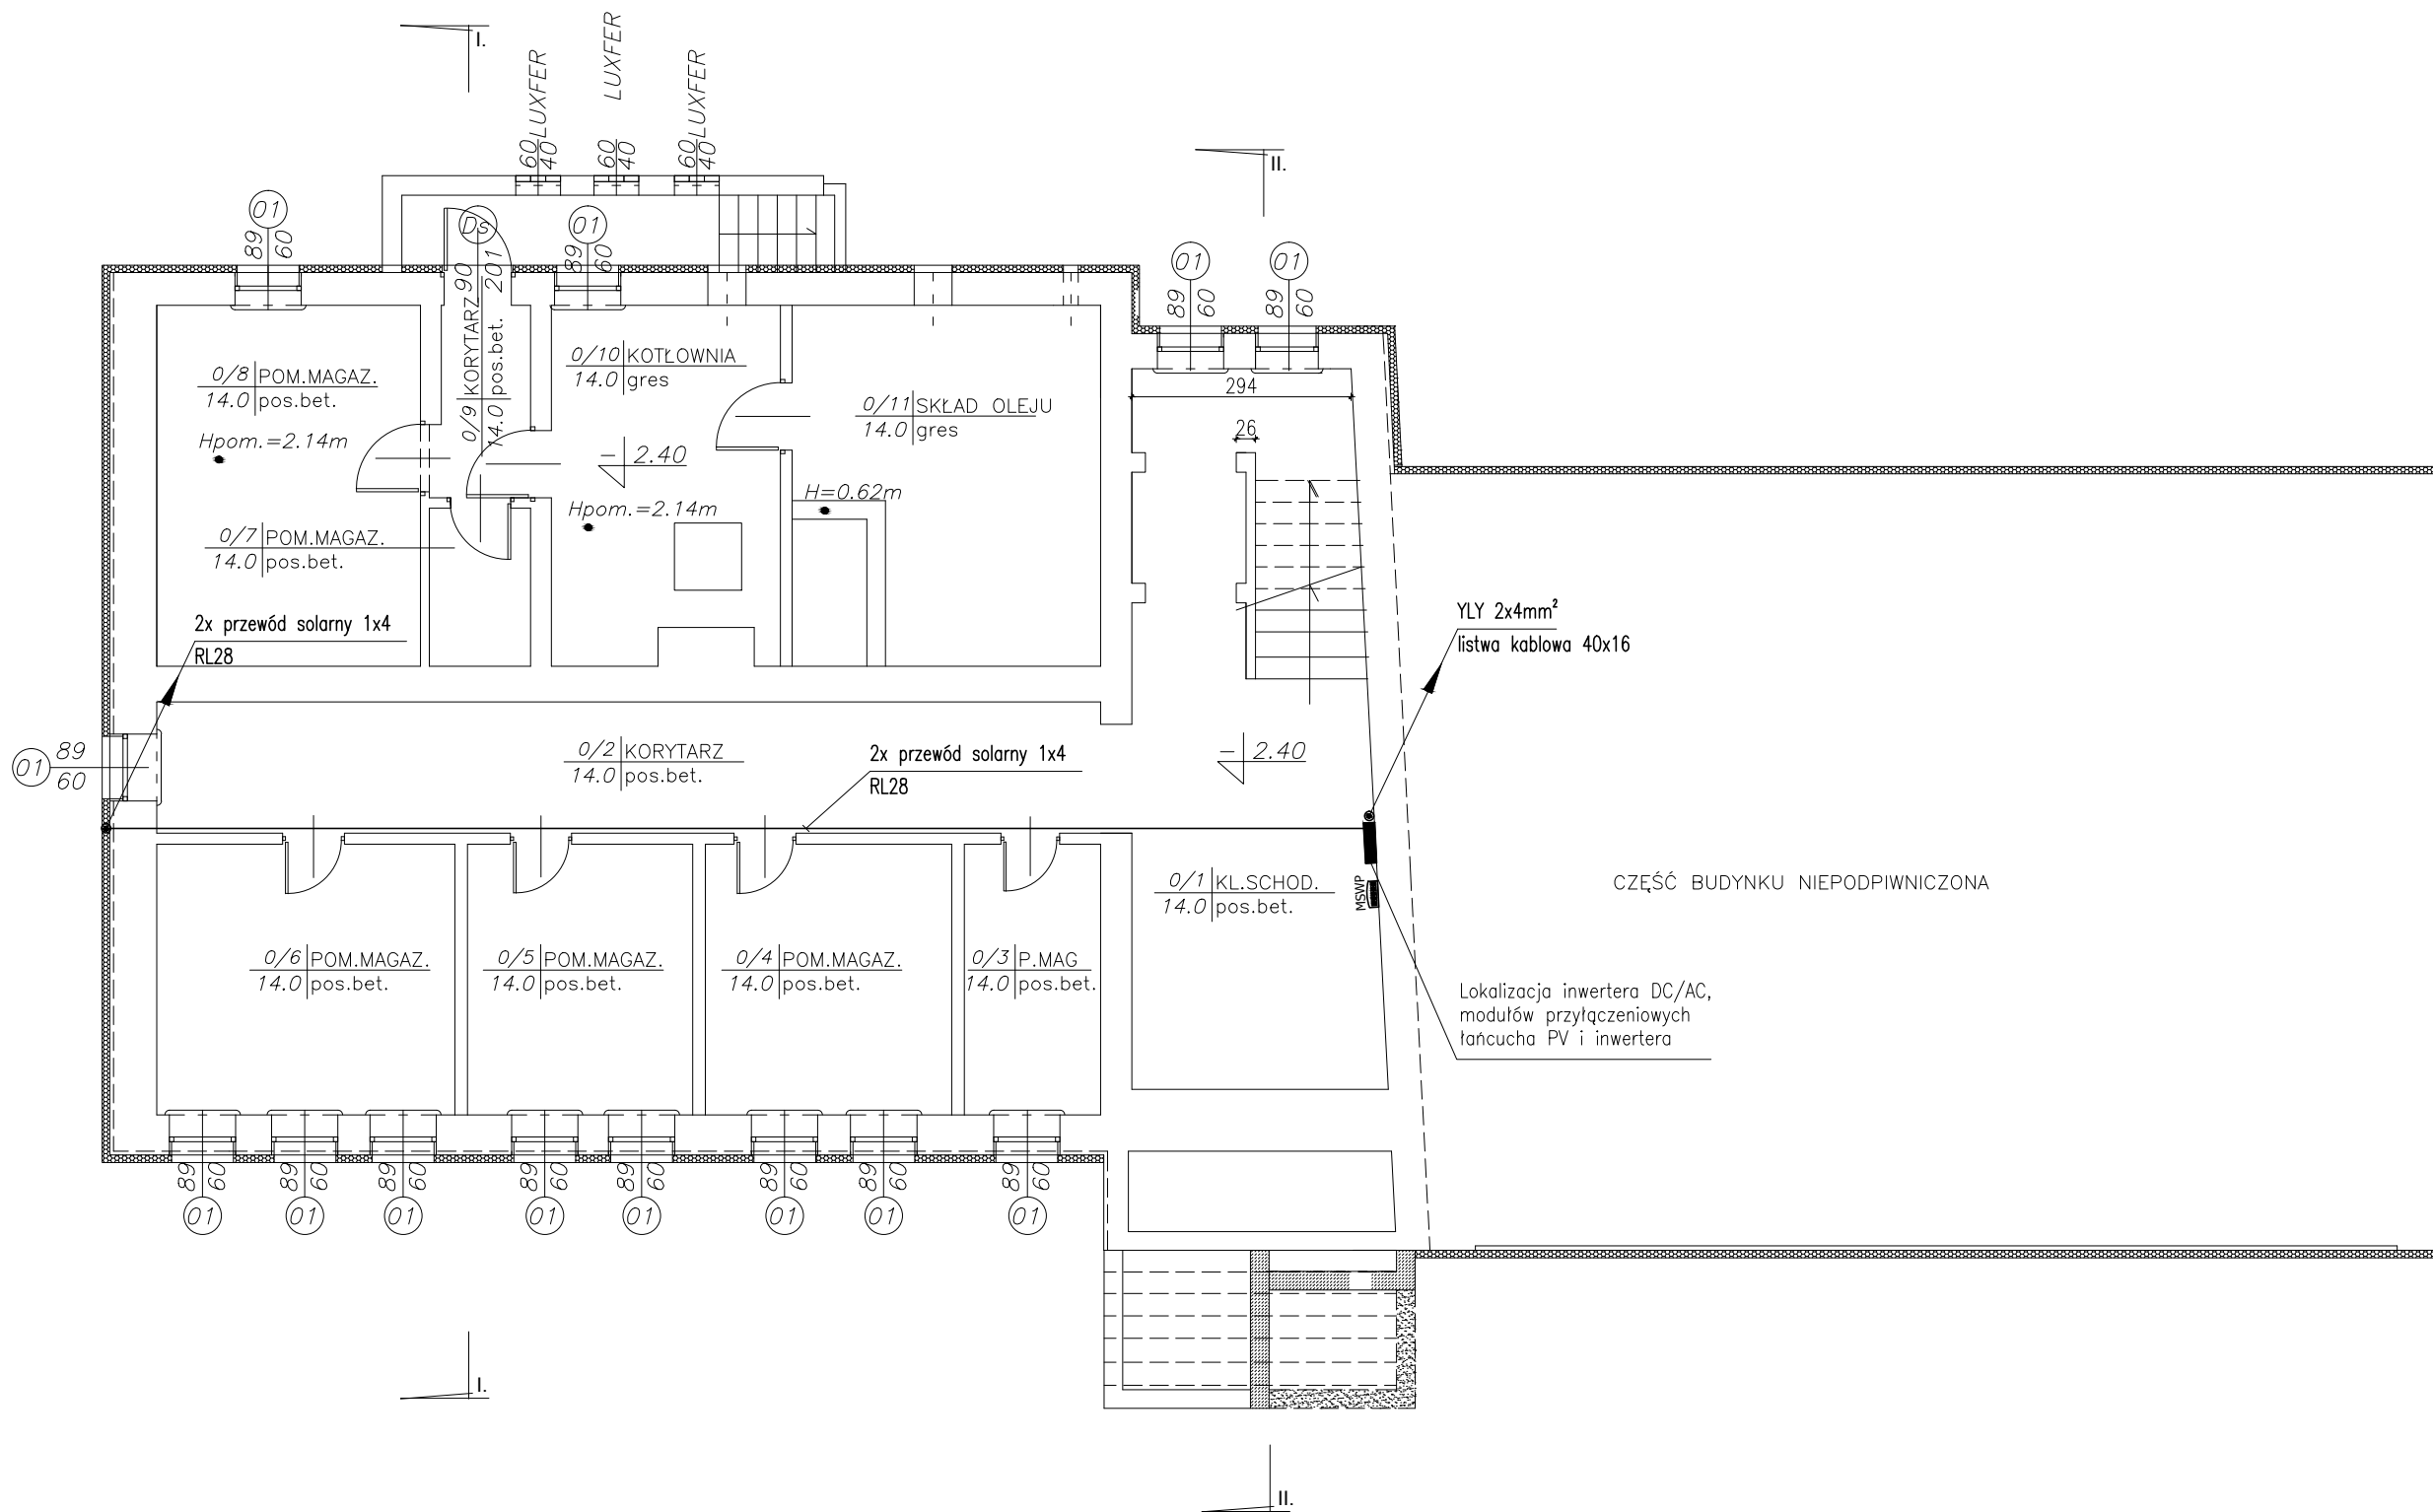 I.
LUXFER
LUXFER
LUXFER
60
40
60
40
60
40
II.
01
89
60
Ds
90
201
01
89
60
01
89
60
01
89
60
0/8 POM.MAGAZ.
14.0 pos.bet.
Hpom.=2.14m
0/9 KORYTARZ
14.0 pos.bet.
0/10 KOTŁOWNIA
14.0 gres
- 2.40
Hpom.=2.14m
0/11 SKŁAD OLEJU
14.0 gres
H=0.62m
294
26
0/7 POM.MAGAZ.
14.0 pos.bet.
2x przewód solarny 1x4
RL28
YLY 2x4mm²
listwa kablowa 40x16
01
89
60
0/2 KORYTARZ
14.0 pos.bet.
2x przewód solarny 1x4
RL28
- 2.40
0/1 KL.SCHOD.
14.0 pos.bet.
MSWP
CZĘŚĆ BUDYNKU NIEPODPIWNICZONA
0/6 POM.MAGAZ.
14.0 pos.bet.
0/5 POM.MAGAZ.
14.0 pos.bet.
0/4 POM.MAGAZ.
14.0 pos.bet.
0/3 P.MAG
14.0 pos.bet.
Lokalizacja inwertera DC/AC,
modułów przyłączeniowych
łańcucha PV i inwertera
89
60
01
89
60
01
89
60
01
89
60
01
89
60
01
89
60
01
89
60
01
89
60
01
I.
II.